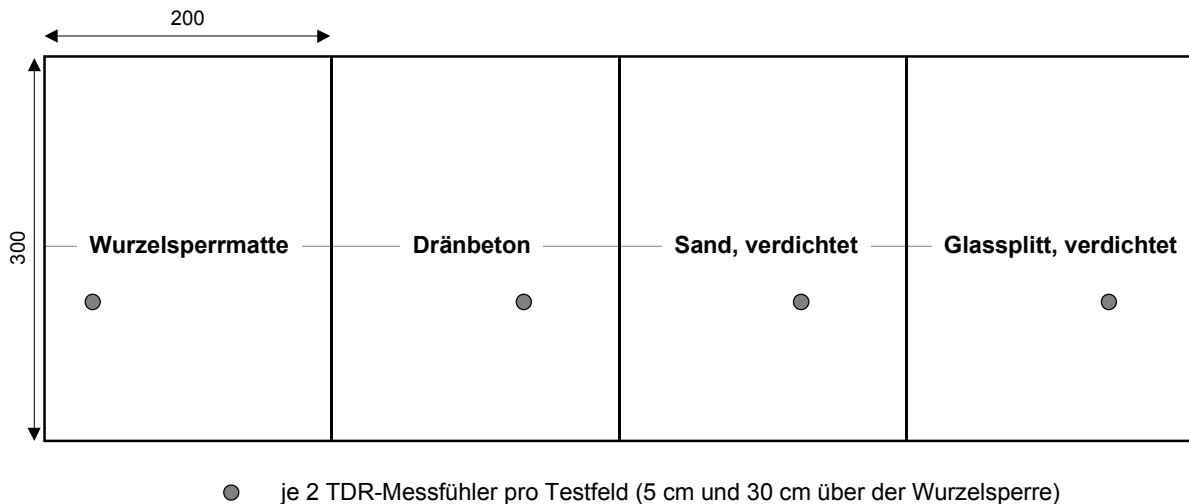 200
300
Wurzelsperrmatte
Dränbeton
Sand, verdichtet
Glassplitt, verdichtet
je 2 TDR-Messfühler pro Testfeld (5 cm und 30 cm über der Wurzelsperre)